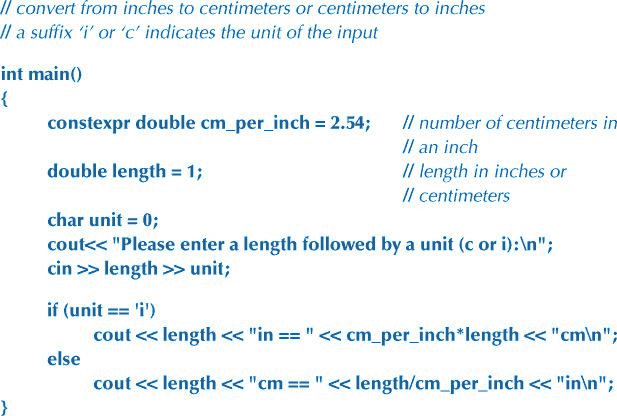 // convert from inches to centimeters or centimeters to inches
// a suffix ‘i’ or ‘c’ indicates the unit of the input
int main()
{
constexpr double cm_per_inch = 2.54; // number of centimeters in
// an inch
double length = 1; // length in inches or
// centimeters
char unit = 0;
cout<< "Please enter a length followed by a unit (c or i):\n";
cin >> length >> unit;
if (unit == 'i')
cout << length << "in == " << cm_per_inch*length << "cm\n";
else
cout << length << "cm == " << length/cm_per_inch << "in\n";
}